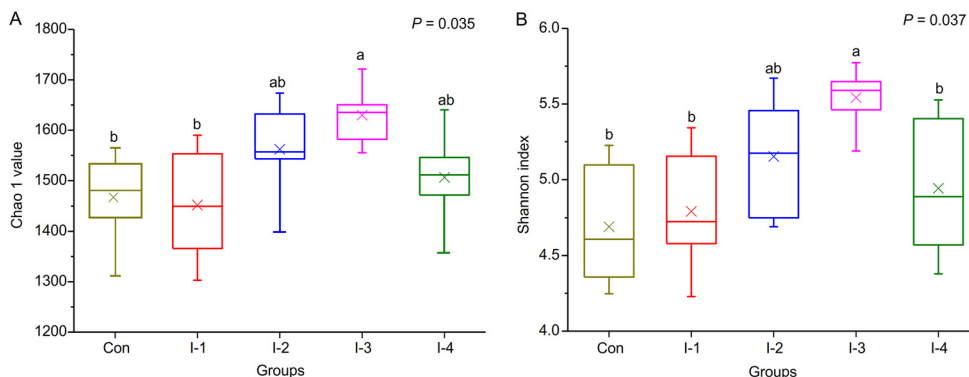 A
P = 0.035
1800
1700
1600
1500
1400
1300
1200
Chao 1 value
b
b
ab
a
ab
Con
I-1
I-2
I-3
I-4
Groups
B
P = 0.037
6.0
5.5
5.0
4.5
4.0
Shannon index
b
b
ab
a
b
Con
I-1
I-2
I-3
I-4
Groups